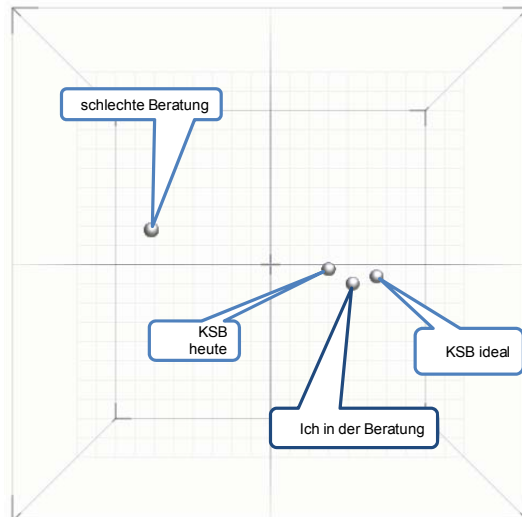 schlechte Beratung
KSB
heute
KSB ideal
Ich in der Beratung